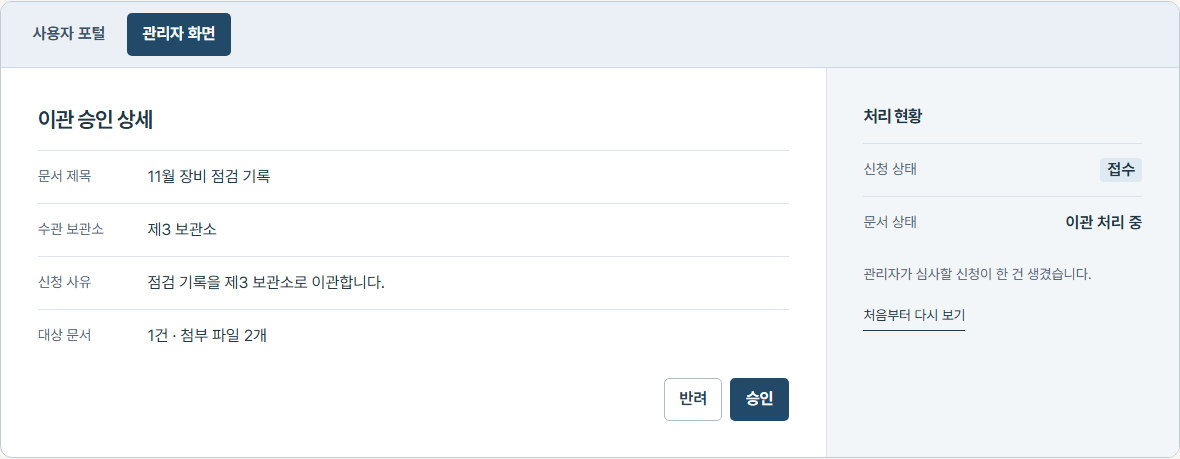 사용자 포털
관리자 화면
이관 승인 상세
문서 제목 11월 장비 점검 기록
수관 보관소 제3 보관소
신청 사유 점검 기록을 제3 보관소로 이관합니다.
대상 문서 1건 · 첨부 파일 2개
반려
승인
처리 현황
신청 상태 접수
문서 상태 이관 처리 중
관리자가 심사할 신청이 한 건 생겼습니다.
처음부터 다시 보기